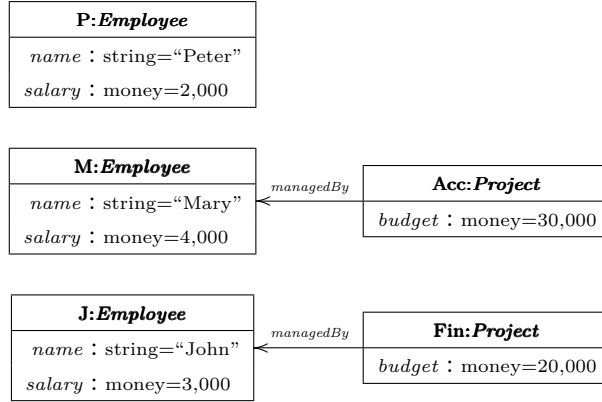 P:Employee
name : string=“Peter”
salary : money=2,000
M:Employee
name : string=“Mary”
salary : money=4,000
managedBy
Acc:Project
budget : money=30,000
J:Employee
name : string=“John”
salary : money=3,000
managedBy
Fin:Project
budget : money=20,000